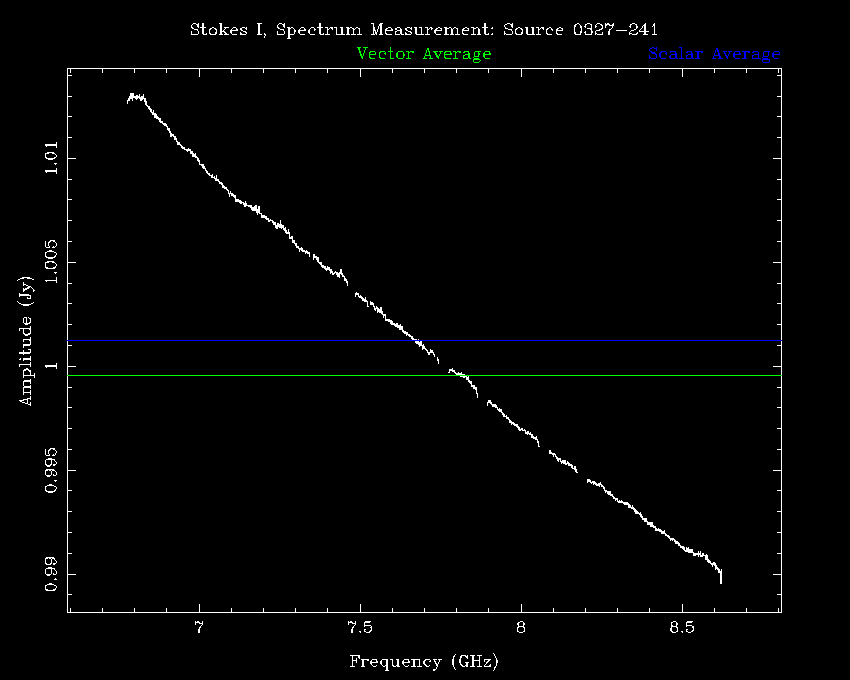 Stokes I, Spectrum Measurement: Source 0327-241
Vector Average
Scalar Average
1.01
1.005
1
0.995
0.99
Amplitude (Jy)
7
7.5
8
8.5
Frequency (GHz)